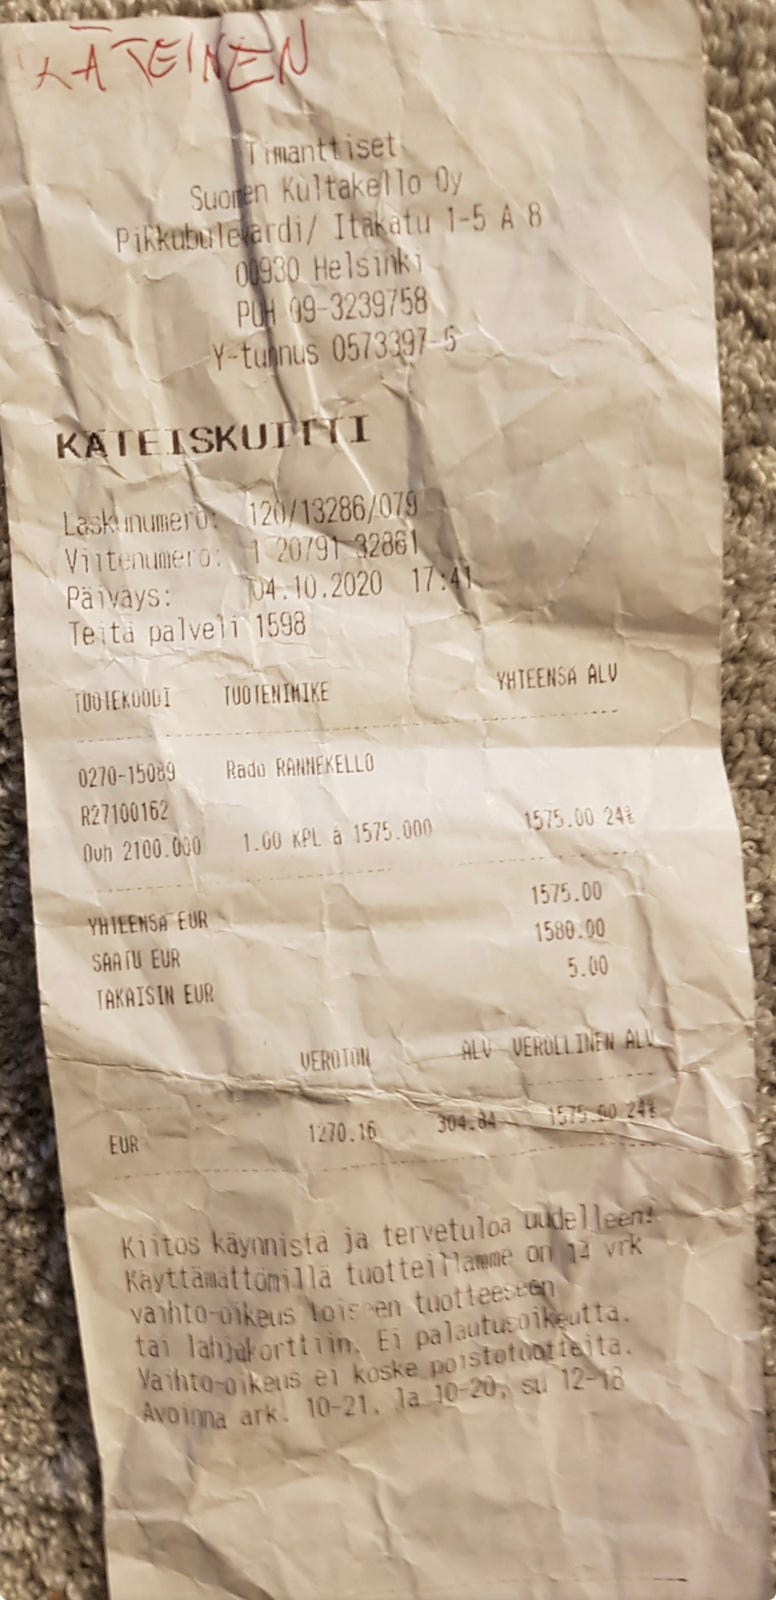 KÄTEINEN
Timanttiset
Suomen Kultakello Oy
Pikkubulevardi/ Itäkatu 1-5 A 8
00930 Helsinki
PUH 09-3239758
Y-tunnus 0573397-5
KÄTEISKUITTI
Laskunumero: 120/13286/079
Viitenumero: 1 20791 32861
Päiväys: 04.10.2020 17:41
Teitä palveli 1598
TUOTEKOODI TUOTENIMIKE YHTEENSÄ ALV
0270-15089 Rado RANNEKELLO
R27100162
Ovh 2100.000 1.00 KPL á 1575.000 1575.00 24%
YHTEENSÄ EUR 1575.00
SAATU EUR 1580.00
TAKAISIN EUR 5.00
VEROTON ALV VEROLLINEN ALV
EUR 1270.16 304.84 1575.00 24%
Kiitos käynnistä ja tervetuloa uudelleen!
Käyttämättömillä tuotteillamme on 14 vrk
vaihto-oikeus toiseen tuotteeseen
tai lahjakorttiin. Ei palautusoikeutta.
Vaihto-oikeus ei koske poistotuotteita.
Avoinna ark. 10-21, la 10-20, su 12-18